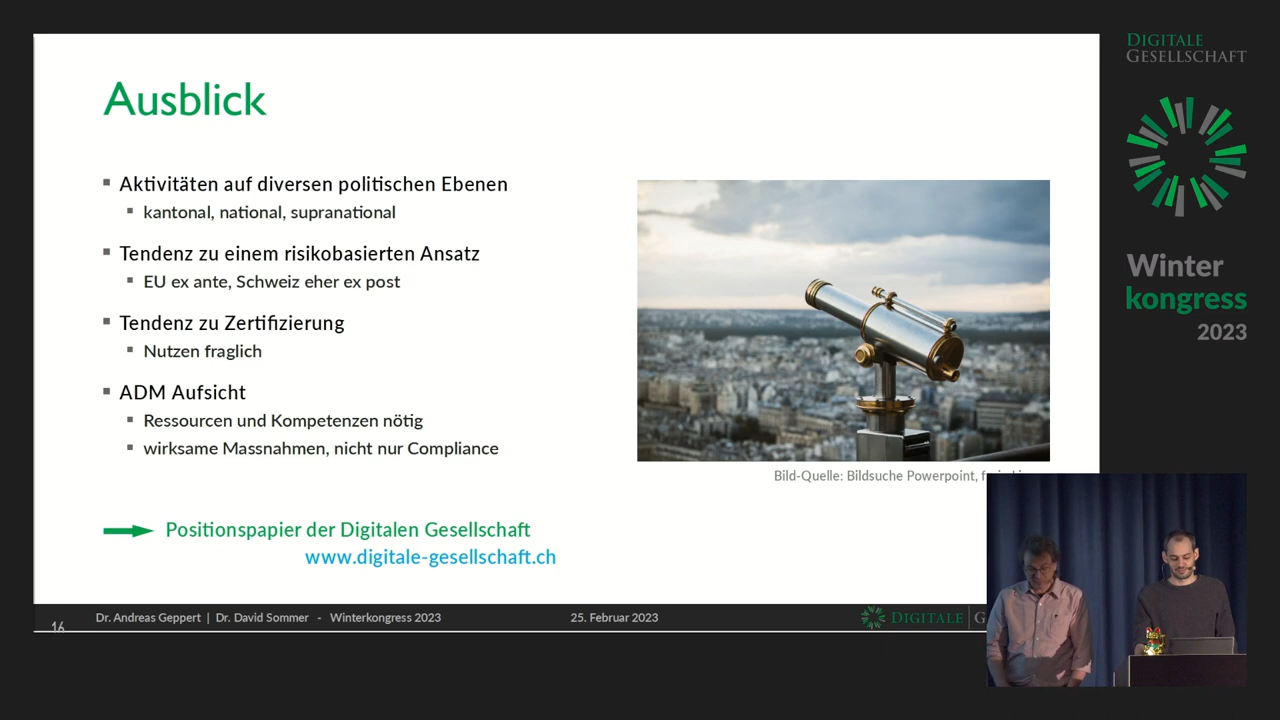 Ausblick
Aktivitäten auf diversen politischen Ebenen
kantonal, national, supranational
Tendenz zu einem risikobasierten Ansatz
EU ex ante, Schweiz eher ex post
Tendenz zu Zertifizierung
Nutzen fraglich
ADM Aufsicht
Ressourcen und Kompetenzen nötig
wirksame Massnahmen, nicht nur Compliance
Bild-Quelle: Bildsuche Powerpoint,
Positionspapier der Digitalen Gesellschaft
www.digitale-gesellschaft.ch
16
Dr. Andreas Geppert | Dr. David Sommer - Winterkongress 2023
25. Februar 2023
DIGITALE G
DIGITALE
GESELLSCHAFT
Winter
kongress
2023